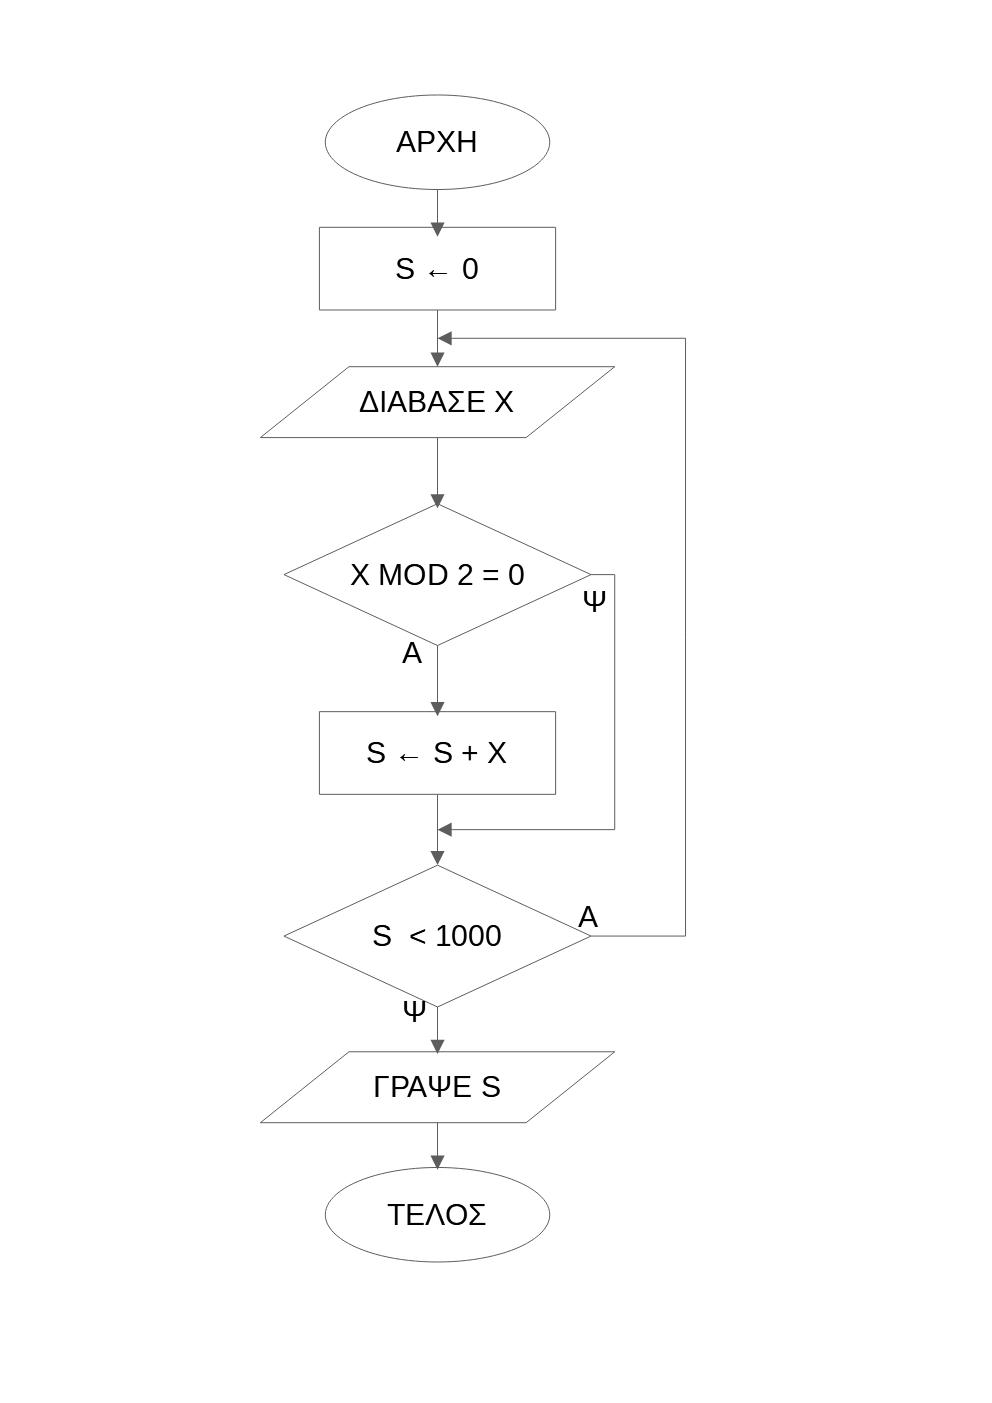 ΑΡΧΗ
S ← 0
ΔΙΑΒΑΣΕ Χ
Χ MOD 2 = 0
Ψ
Α
S ← S + X
Α
S  < 1000
Ψ
ΓΡΑΨΕ S
ΤΕΛΟΣ